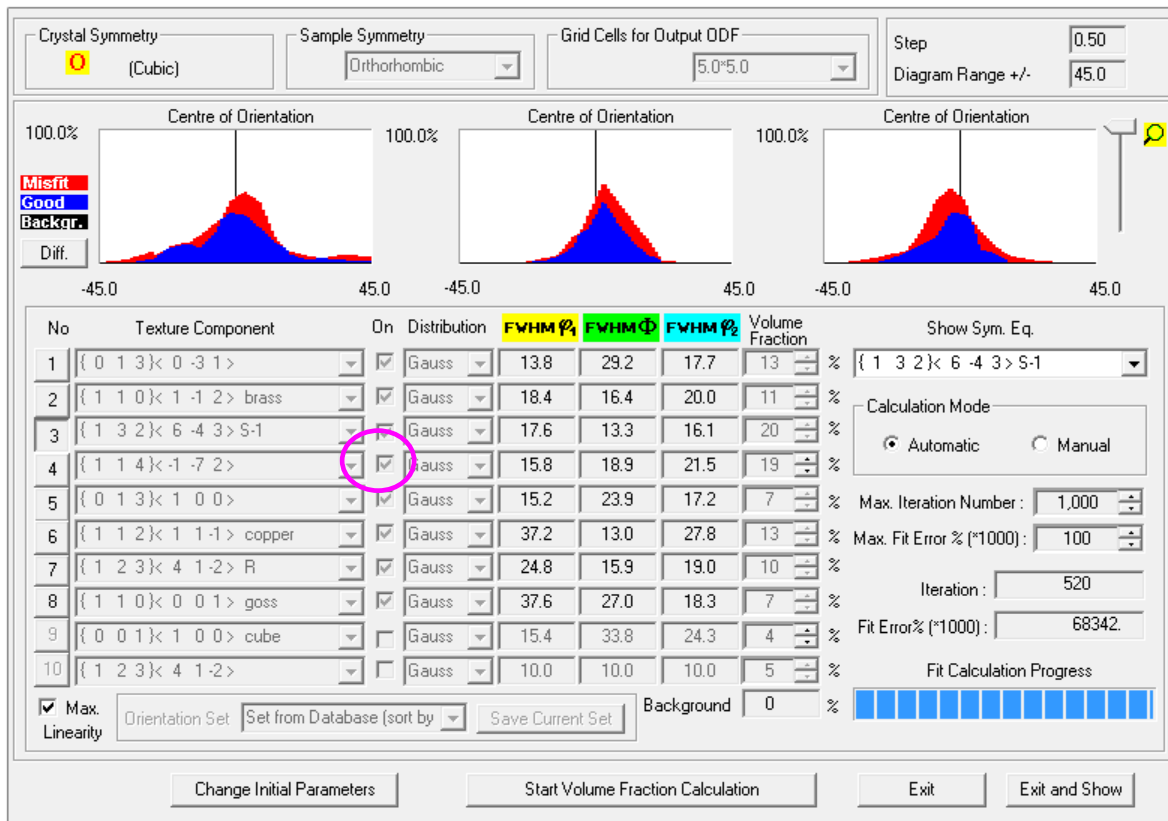 Crystal Symmetry
O (Cubic)
Sample Symmetry
Orthorhombic
Grid Cells for Output ODF
5.0*5.0
Step 0.50
Diagram Range +/- 45.0
Centre of Orientation Centre of Orientation Centre of Orientation
100.0% 100.0% 100.0%
Misfit
Good
Backgr.
Diff.
-45.0 45.0 -45.0 45.0 -45.0 45.0
No Texture Component On Distribution FWHM φ1 FWHM Φ FWHM φ2 Volume Fraction
1 { 0 1 3}< 0 -3 1> Gauss 13.8 29.2 17.7 13 %
2 { 1 1 0}< 1 -1 2> brass Gauss 18.4 16.4 20.0 11 %
3 { 1 3 2}< 6 -4 3> S-1 Gauss 17.6 13.3 16.1 20 %
4 { 1 1 4}<-1 -7 2> Gauss 15.8 18.9 21.5 19 %
5 { 0 1 3}< 1 0 0> Gauss 15.2 23.9 17.2 7 %
6 { 1 1 2}< 1 1-1> copper Gauss 37.2 13.0 27.8 13 %
7 { 1 2 3}< 4 1-2> R Gauss 24.8 15.9 19.0 10 %
8 { 1 1 0}< 0 0 1> goss Gauss 37.6 27.0 18.3 7 %
9 { 0 0 1}< 1 0 0> cube Gauss 15.4 33.8 24.3 4 %
10 { 1 2 3}< 4 1-2> Gauss 10.0 10.0 10.0 5 %
Background 0 %
Max. Linearity
Orientation Set Set from Database (sort by Save Current Set
Show Sym. Eq.
{ 1 3 2}< 6 -4 3> S-1
Calculation Mode
Automatic Manual
Max. Iteration Number : 1,000
Max. Fit Error % (*1000) : 100
Iteration : 520
Fit Error% (*1000) : 68342.
Fit Calculation Progress
Change Initial Parameters Start Volume Fraction Calculation Exit Exit and Show